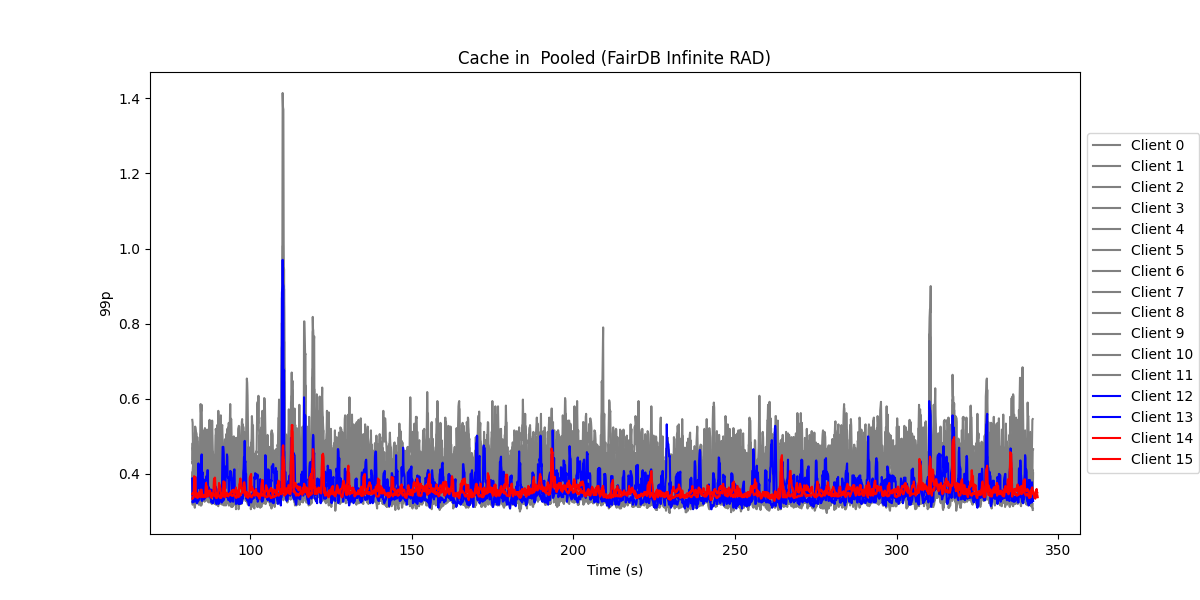 Cache in  Pooled (FairDB Infinite RAD)
99p
1.4
1.2
1.0
0.8
0.6
0.4
100
150
200
250
300
350
Time (s)
Client 0
Client 1
Client 2
Client 3
Client 4
Client 5
Client 6
Client 7
Client 8
Client 9
Client 10
Client 11
Client 12
Client 13
Client 14
Client 15